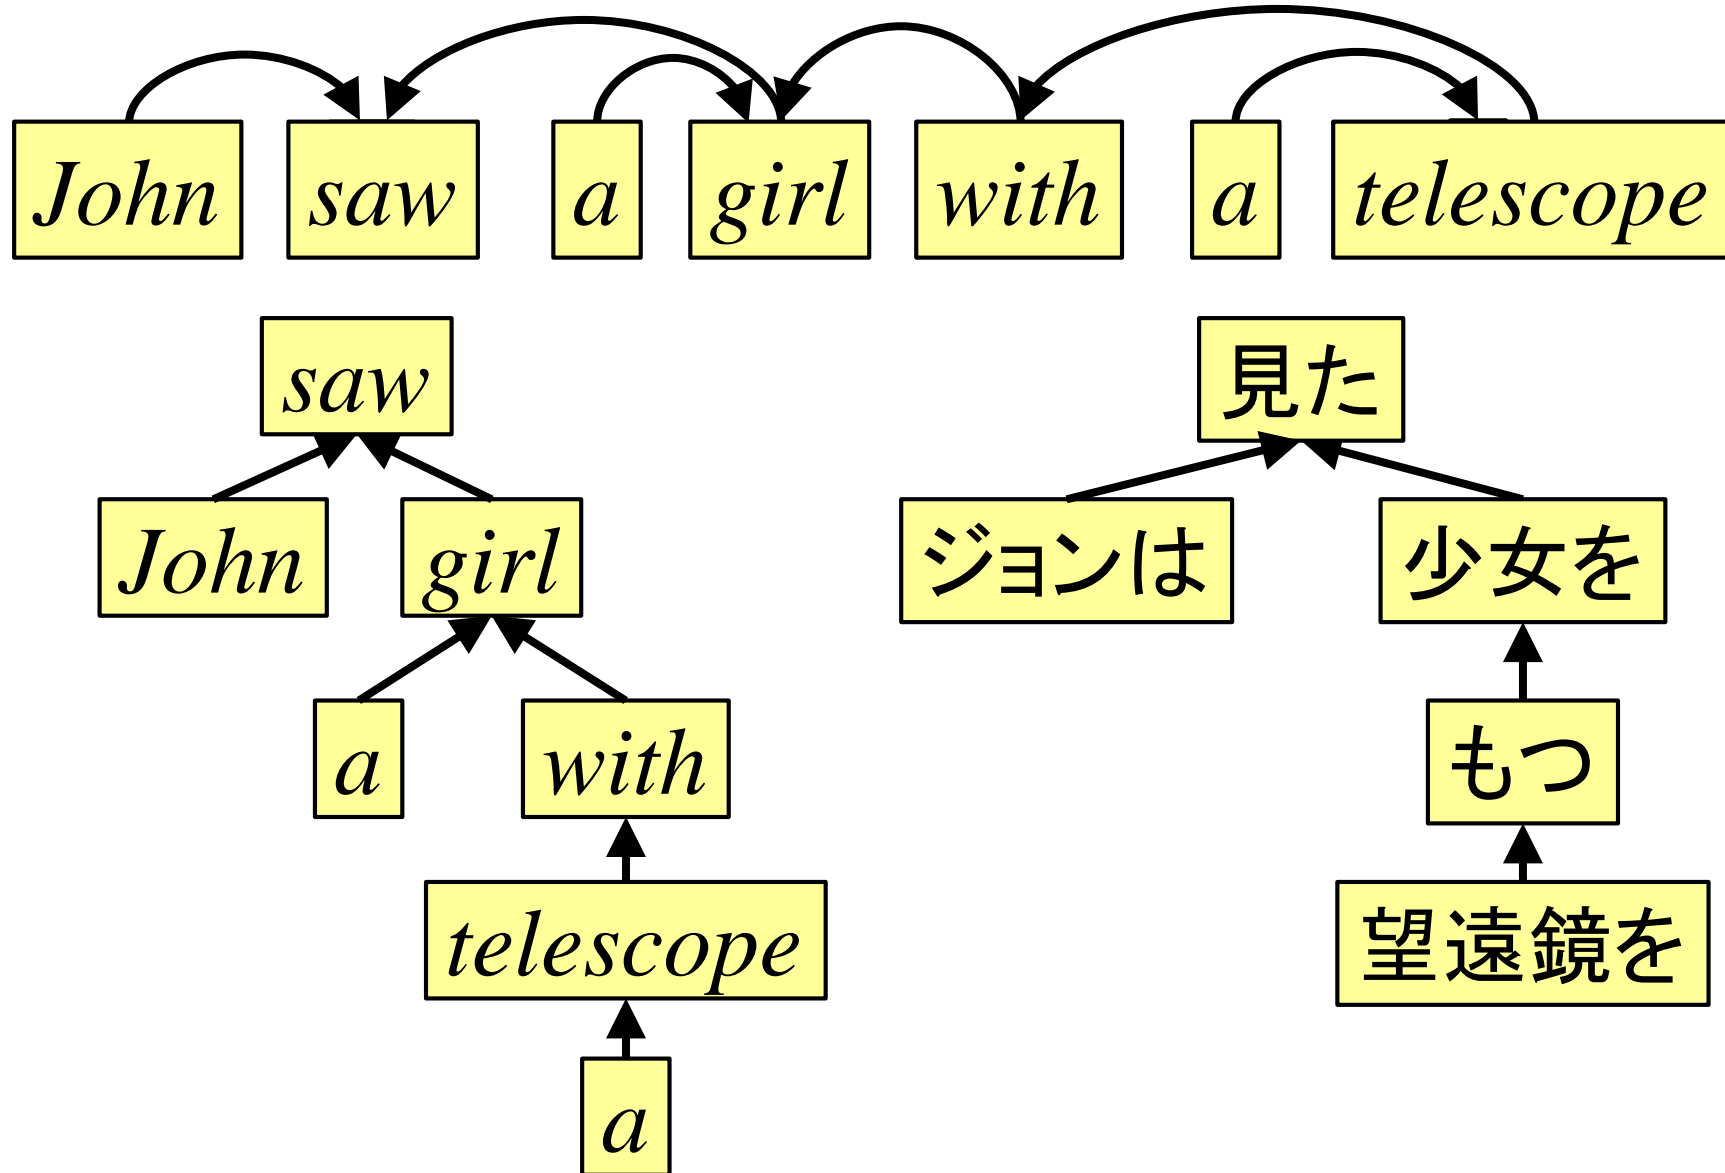 John saw a girl with a telescope
saw
John girl
a with
telescope
a
見た
ジョンは 少女を
もつ
望遠鏡を